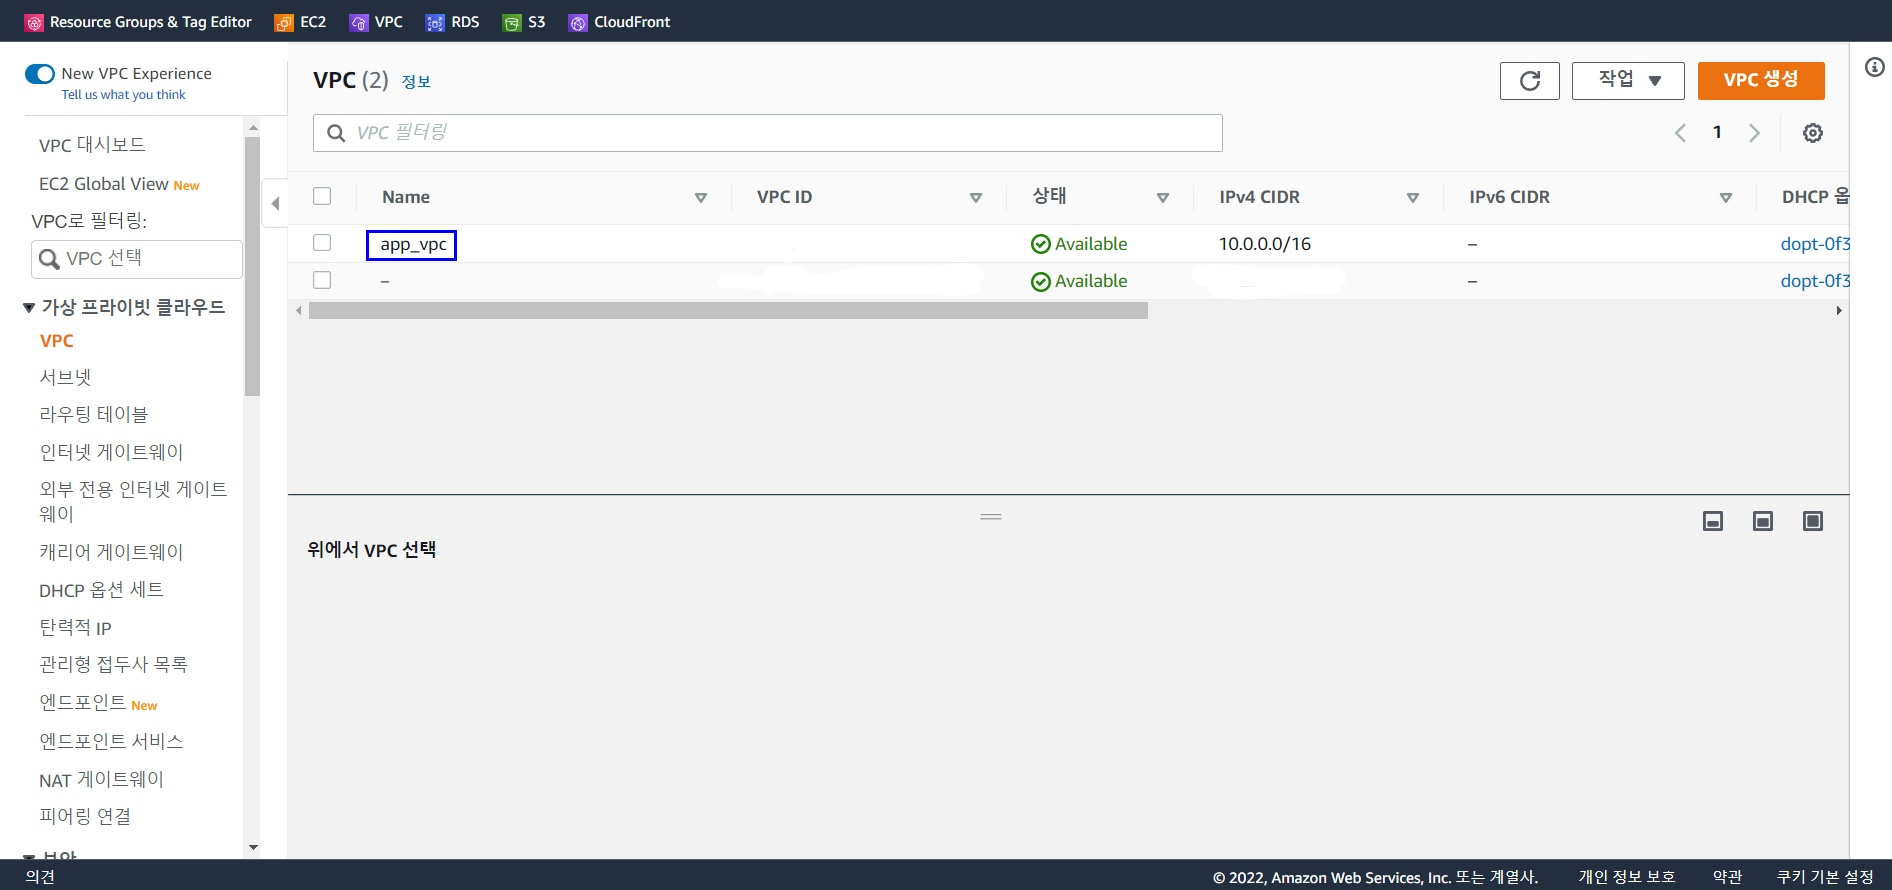 Resource Groups & Tag Editor EC2 VPC RDS S3 CloudFront
New VPC Experience
Tell us what you think
VPC 대시보드
EC2 Global View New
VPC로 필터링:
VPC 선택
가상 프라이빗 클라우드
VPC
서브넷
라우팅 테이블
인터넷 게이트웨이
외부 전용 인터넷 게이트
웨이
캐리어 게이트웨이
DHCP 옵션 세트
탄력적 IP
관리형 접두사 목록
엔드포인트 New
엔드포인트 서비스
NAT 게이트웨이
피어링 연결
보안
VPC (2) 정보
작업
VPC 생성
VPC 필터링
1
Name VPC ID 상태 IPv4 CIDR IPv6 CIDR DHCP 옵
app_vpc Available 10.0.0.0/16 – dopt-0f3
– Available – dopt-0f3
위에서 VPC 선택
의견
© 2022, Amazon Web Services, Inc. 또는 계열사. 개인 정보 보호 약관 쿠키 기본 설정